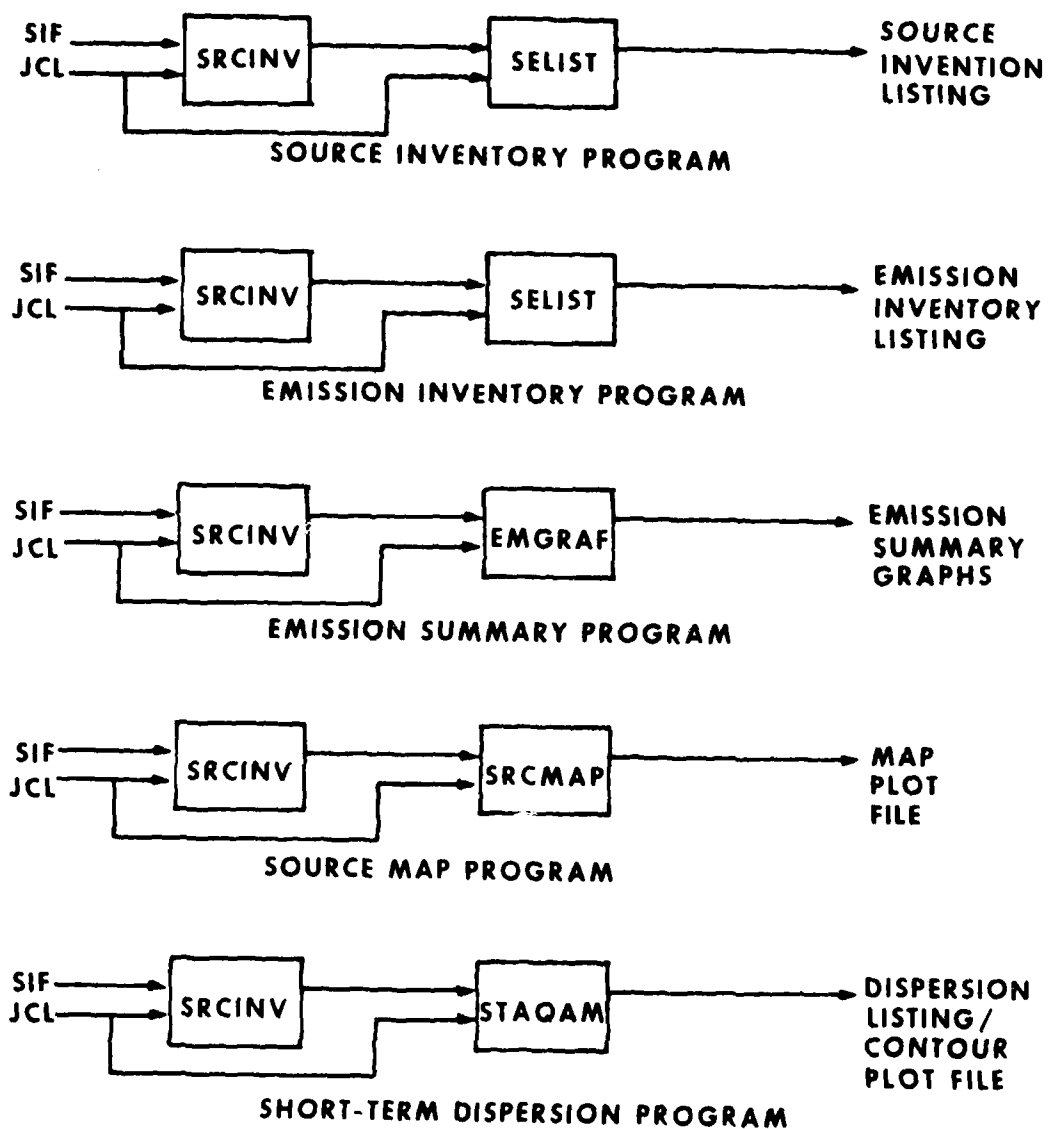 SIF
JCL
SRCINV
SELIST
SOURCE
INVENTION
LISTING
SOURCE INVENTORY PROGRAM
SIF
JCL
SRCINV
SELIST
EMISSION
INVENTORY
LISTING
EMISSION INVENTORY PROGRAM
SIF
JCL
SRCINV
EMGRAF
EMISSION
SUMMARY
GRAPHS
EMISSION SUMMARY PROGRAM
SIF
JCL
SRCINV
SRCMAP
MAP
PLOT
FILE
SOURCE MAP PROGRAM
SIF
JCL
SRCINV
STAQAM
DISPERSION
LISTING/
CONTOUR
PLOT FILE
SHORT-TERM DISPERSION PROGRAM